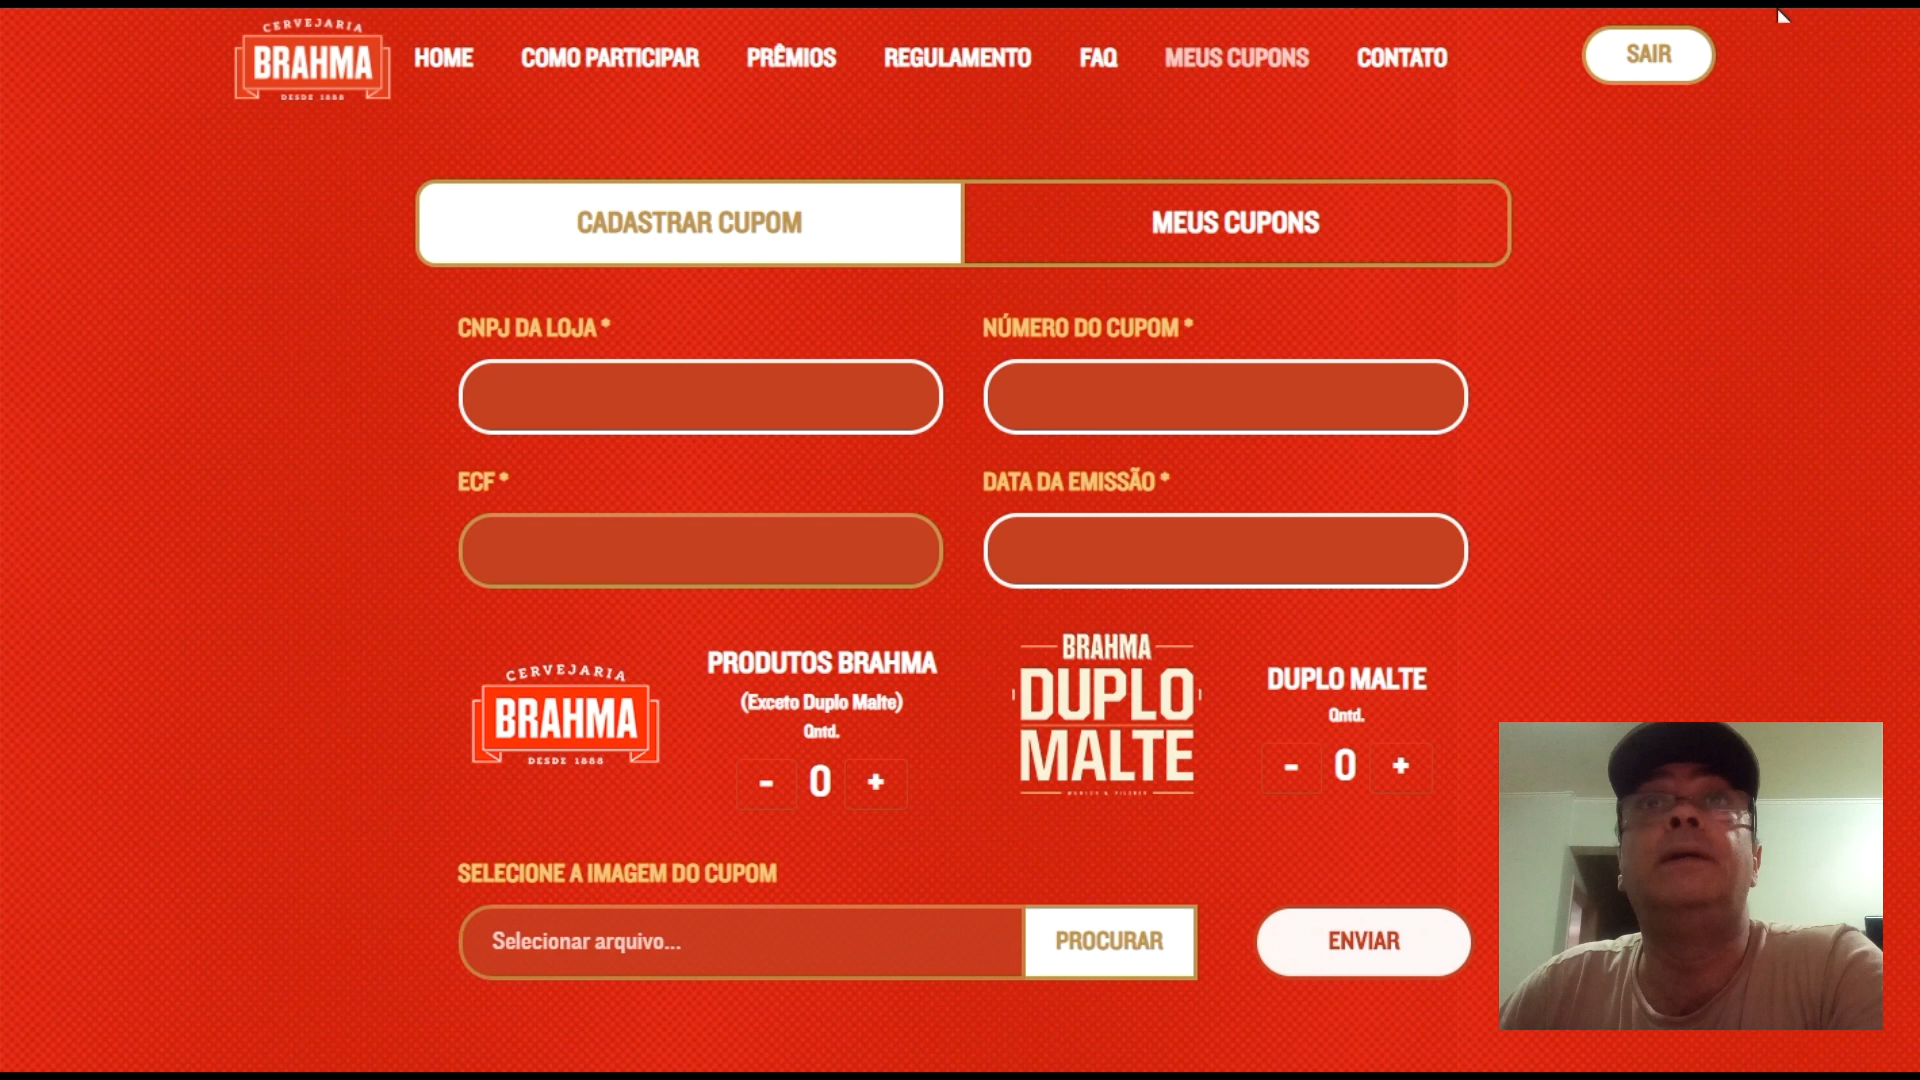 CERVEJARIA
BRAHMA
DESDE 1888
HOME
COMO PARTICIPAR
PRÊMIOS
REGULAMENTO
FAQ
MEUS CUPONS
CONTATO
SAIR
CADASTRAR CUPOM
MEUS CUPONS
CNPJ DA LOJA *
NÚMERO DO CUPOM *
ECF *
DATA DA EMISSÃO *
CERVEJARIA
BRAHMA
DESDE 1888
PRODUTOS BRAHMA
(Exceto Duplo Malte)
Qntd.
- 0 +
BRAHMA
DUPLO
MALTE
DUPLO MALTE
Qntd.
- 0 +
SELECIONE A IMAGEM DO CUPOM
Selecionar arquivo...
PROCURAR
ENVIAR